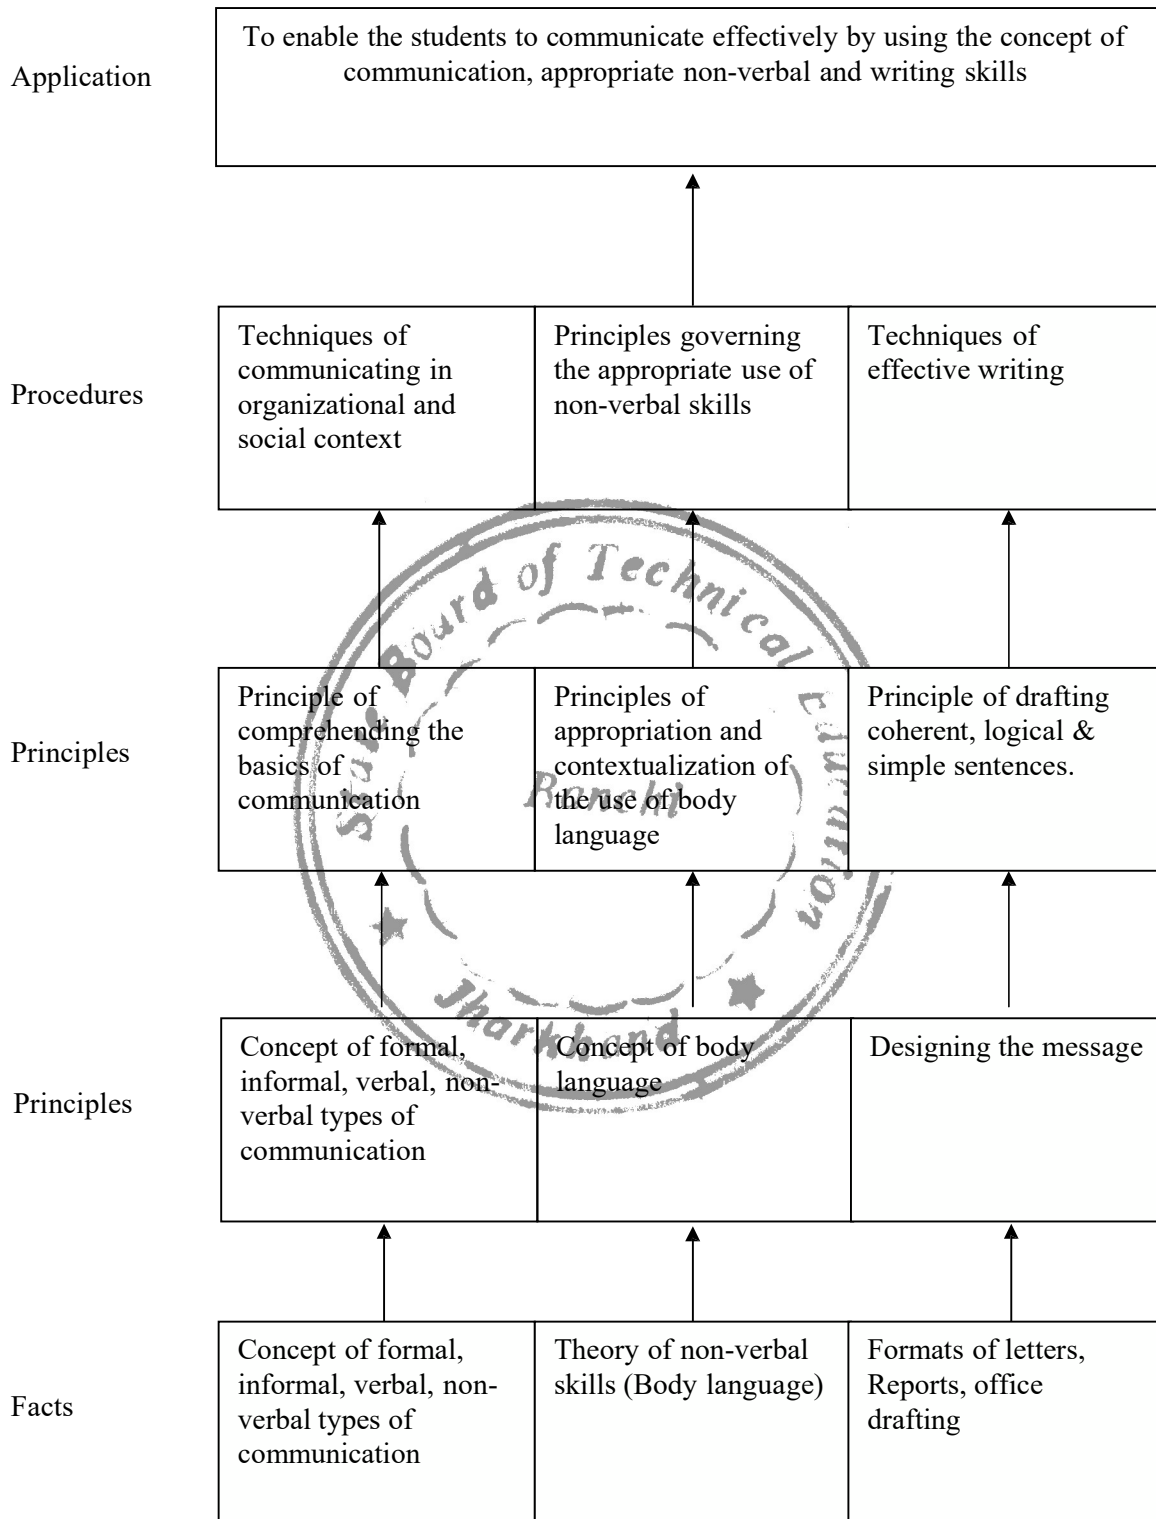 Application
To enable the students to communicate effectively by using the concept of
communication, appropriate non-verbal and writing skills
Procedures
Techniques of
communicating in
organizational and
social context
Principles governing
the appropriate use of
non-verbal skills
Techniques of
effective writing
Principles
Principle of
comprehending the
basics of
communication
Principles of
appropriation and
contextualization of
the use of body
language
Principle of drafting
coherent, logical &
simple sentences.
Principles
Concept of formal,
informal, verbal, non-
verbal types of
communication
Concept of body
language
Designing the message
Facts
Concept of formal,
informal, verbal, non-
verbal types of
communication
Theory of non-verbal
skills (Body language)
Formats of letters,
Reports, office
drafting
State Board of Technical Education
Ranchi
Jharkhand